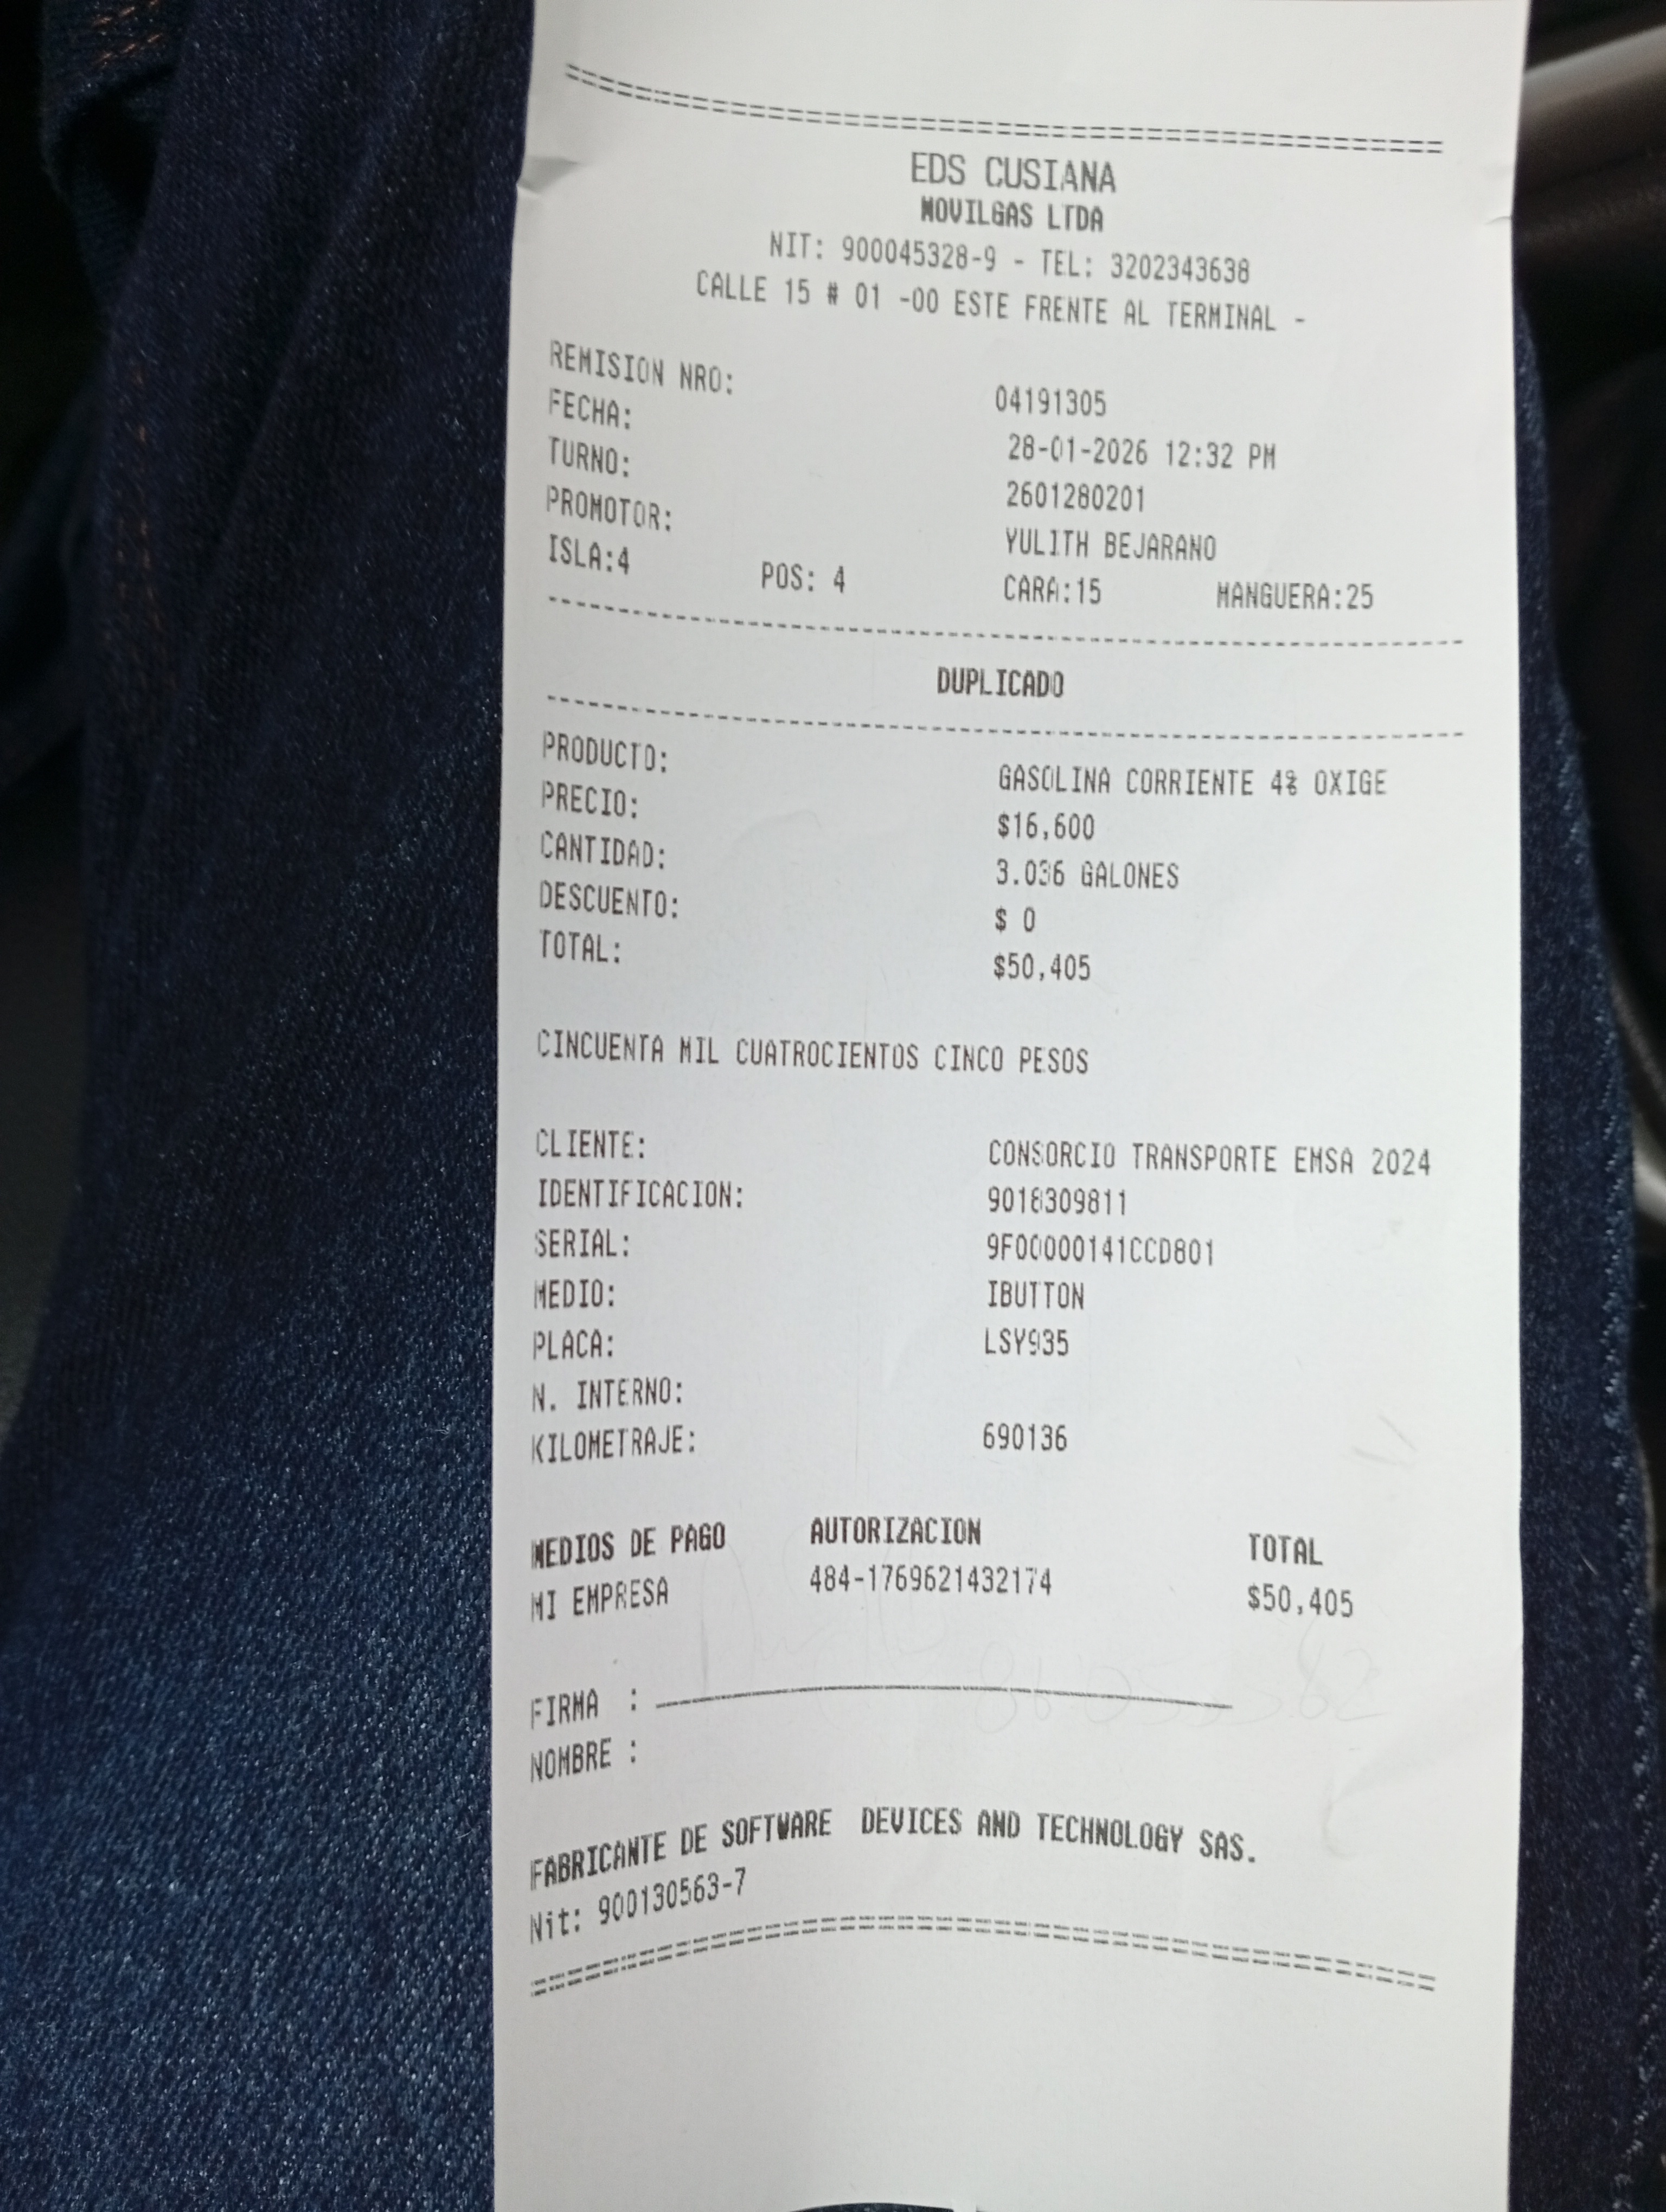 EDS CUSIANA
MOVILGAS LTDA
NIT: 900045328-9 - TEL: 3202343638
CALLE 15 # 01 -00 ESTE FRENTE AL TERMINAL -
REMISION NRO: 04191305
FECHA: 28-01-2026 12:32 PM
TURNO: 2601280201
PROMOTOR: YULITH BEJARANO
ISLA:4 POS: 4 CARA:15 MANGUERA:25
DUPLICADO
PRODUCTO: GASOLINA CORRIENTE 4% OXIGE
PRECIO: $16,600
CANTIDAD: 3.036 GALONES
DESCUENTO: $ 0
TOTAL: $50,405
CINCUENTA MIL CUATROCIENTOS CINCO PESOS
CLIENTE: CONSORCIO TRANSPORTE EMSA 2024
IDENTIFICACION: 9018309811
SERIAL: 9F00000141CCD801
MEDIO: IBUTTON
PLACA: LSY935
N. INTERNO:
KILOMETRAJE: 690136
MEDIOS DE PAGO AUTORIZACION TOTAL
MI EMPRESA 484-1769621432174 $50,405
FIRMA :
NOMBRE :
FABRICANTE DE SOFTWARE DEVICES AND TECHNOLOGY SAS.
Nit: 900130563-7